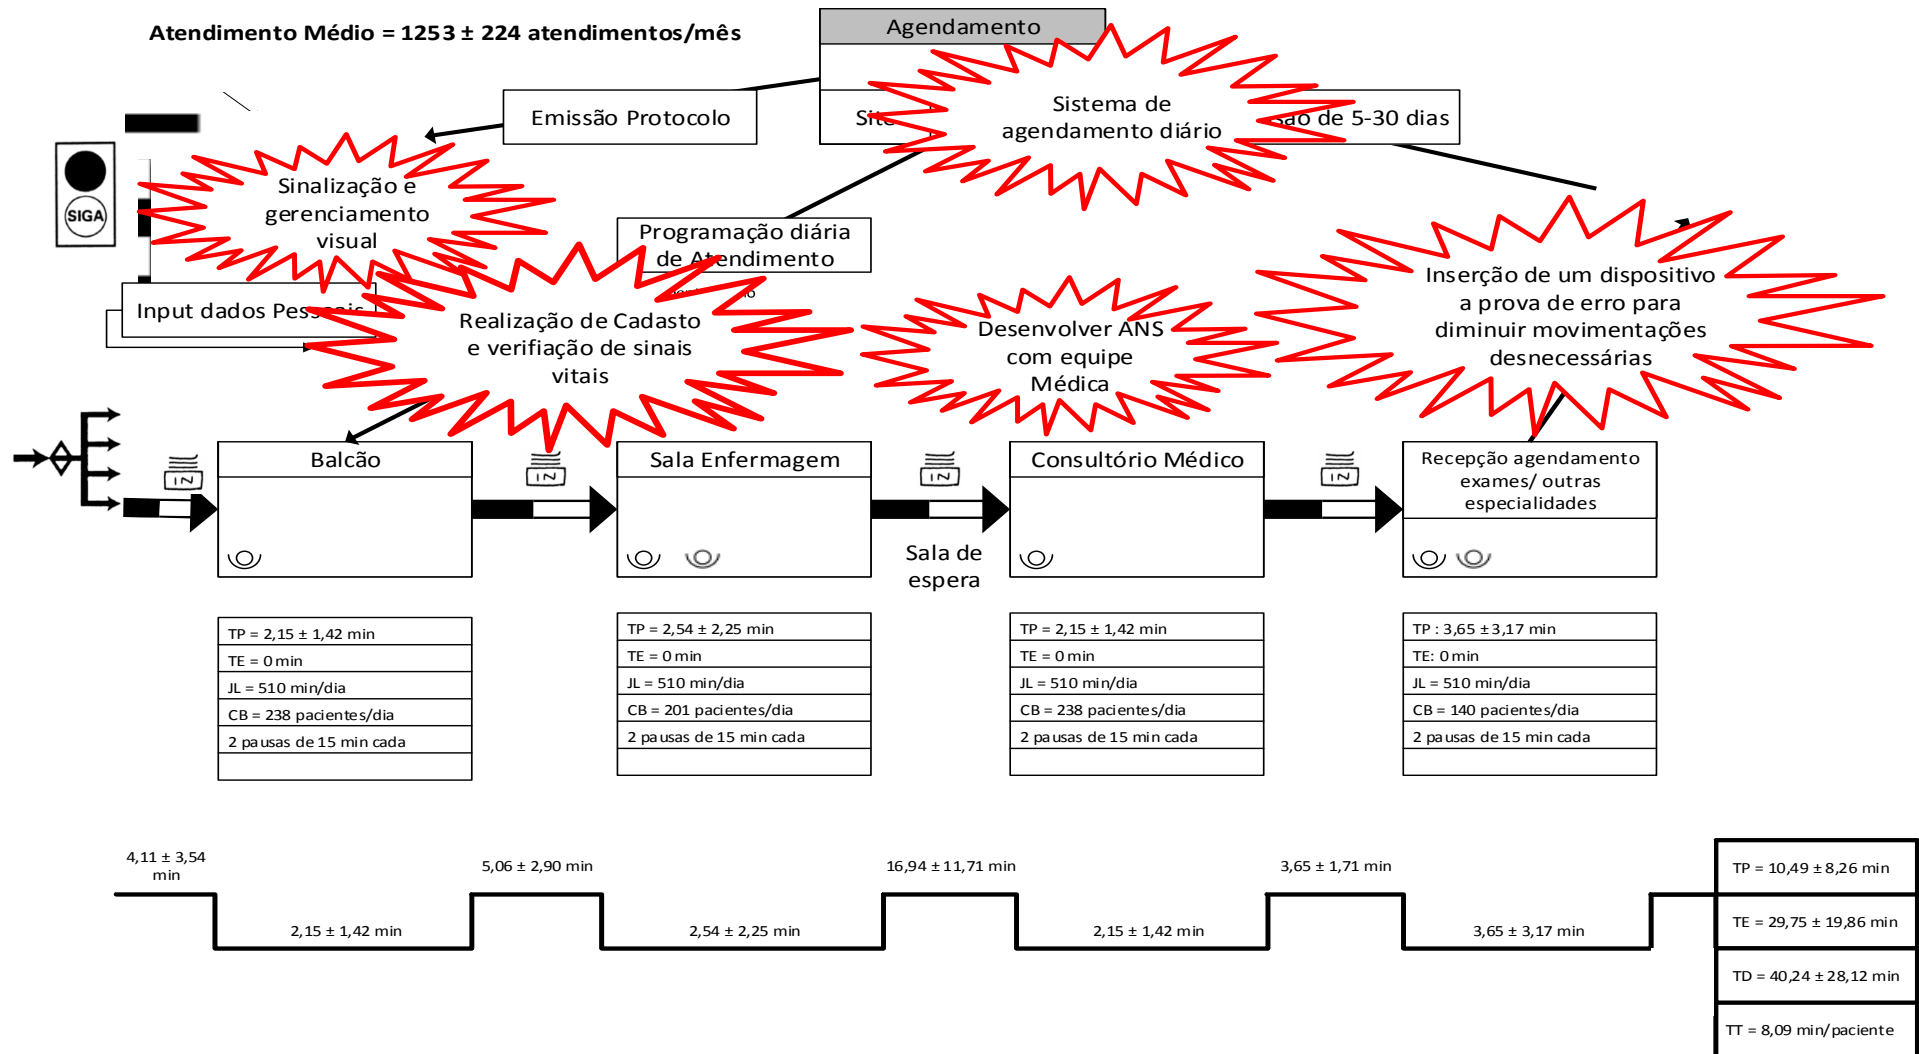 Atendimento Médio = 1253 ± 224 atendimentos/mês
Agendamento
Emissão Protocolo
Site
Sistema de
agendamento diário
são de 5-30 dias
SIGA
Sinalização e
gerenciamento
visual
Programação diária
de Atendimento
Input dados Pessoais
Realização de Cadasto
e verifiação de sinais
vitais
Desenvolver ANS
com equipe
Médica
Inserção de um dispositivo
a prova de erro para
diminuir movimentações
desnecessárias
IN
IN
IN
IN
Balcão
Sala Enfermagem
Consultório Médico
Recepção agendamento
exames/ outras
especialidades
Sala de
espera
TP = 2,15 ± 1,42 min
TE = 0 min
JL = 510 min/dia
CB = 238 pacientes/dia
2 pausas de 15 min cada
TP = 2,54 ± 2,25 min
TE = 0 min
JL = 510 min/dia
CB = 201 pacientes/dia
2 pausas de 15 min cada
TP = 2,15 ± 1,42 min
TE = 0 min
JL = 510 min/dia
CB = 238 pacientes/dia
2 pausas de 15 min cada
TP : 3,65 ± 3,17 min
TE: 0 min
JL = 510 min/dia
CB = 140 pacientes/dia
2 pausas de 15 min cada
4,11 ± 3,54
min
5,06 ± 2,90 min
16,94 ± 11,71 min
3,65 ± 1,71 min
2,15 ± 1,42 min
2,54 ± 2,25 min
2,15 ± 1,42 min
3,65 ± 3,17 min
TP = 10,49 ± 8,26 min
TE = 29,75 ± 19,86 min
TD = 40,24 ± 28,12 min
TT = 8,09 min/paciente